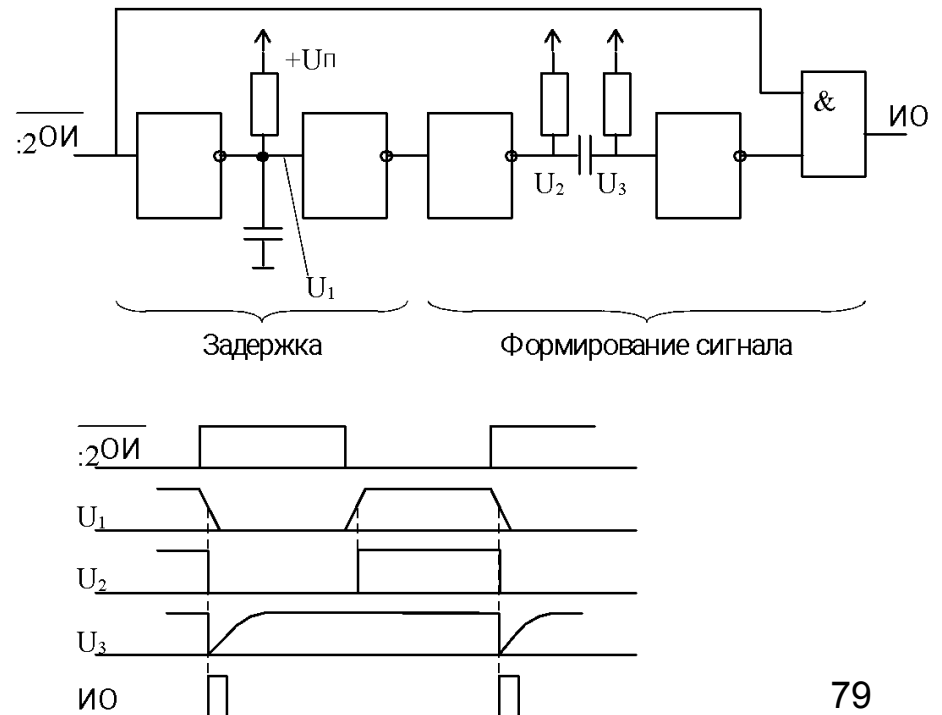 +Uп
&
ИО
:2ОИ
U2
U3
U1
Задержка
Формирование сигнала
:2ОИ
U1
U2
U3
ИО
79